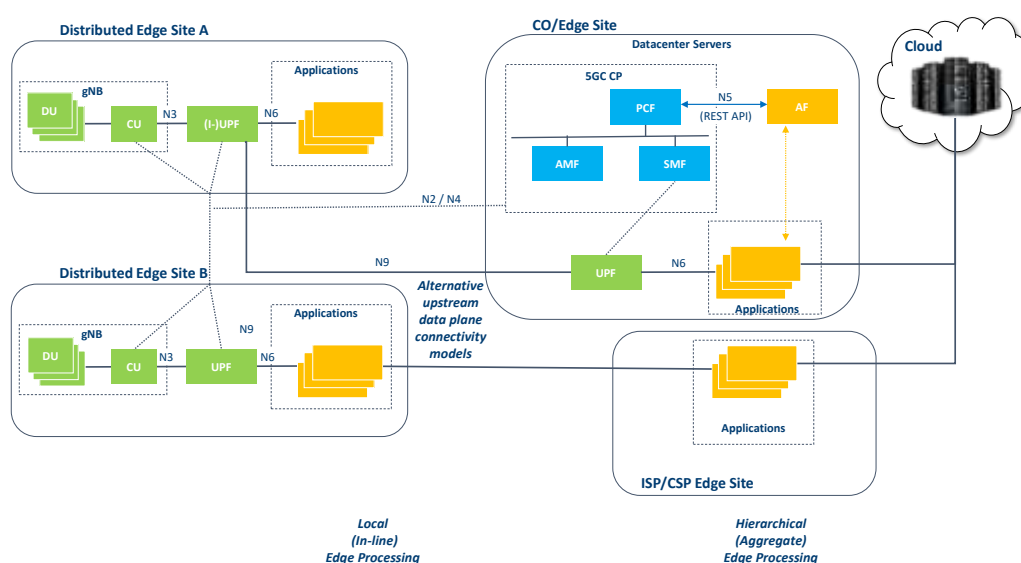 Distributed Edge Site A
gNB
DU
CU
N3
(I-)UPF
N6
Applications
CO/Edge Site
Datacenter Servers
5GC CP
PCF
N5
(REST API)
AF
AMF
SMF
Cloud
N2 / N4
N9
UPF
N6
Applications
Alternative
upstream
data plane
connectivity
models
Distributed Edge Site B
gNB
DU
CU
N3
N9
UPF
N6
Applications
Applications
ISP/CSP Edge Site
Local
(In-line)
Edge Processing
Hierarchical
(Aggregate)
Edge Processing